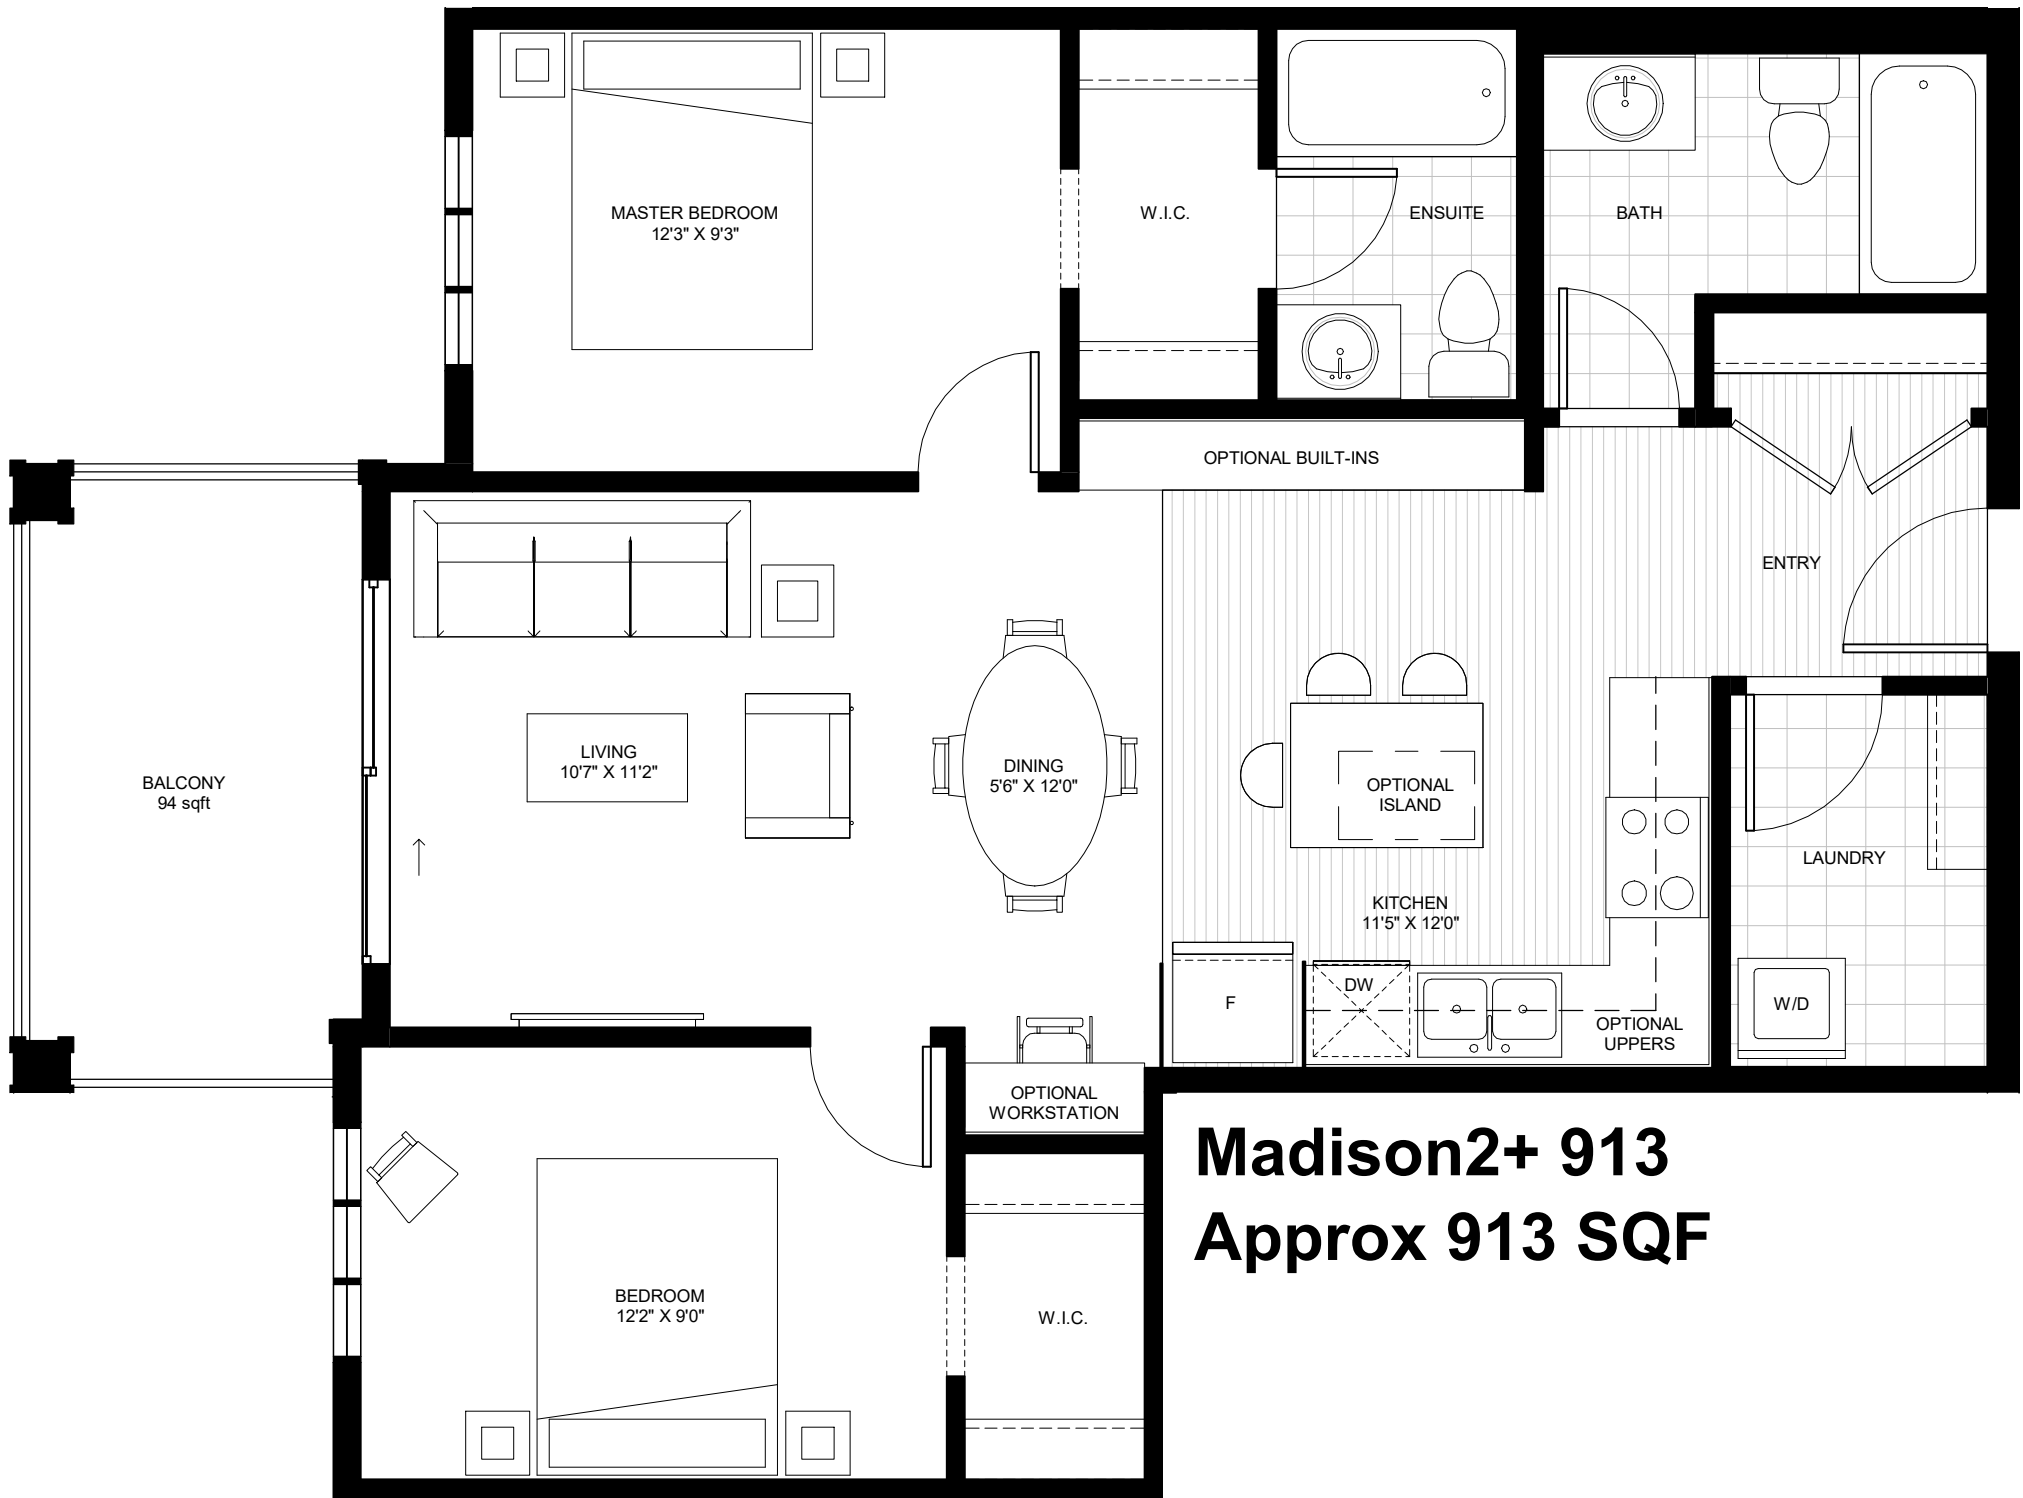 MASTER BEDROOM
12'3" X 9'3"
W.I.C.
ENSUITE
BATH
OPTIONAL BUILT-INS
ENTRY
BALCONY
94 sqft
LIVING
10'7" X 11'2"
DINING
5'6" X 12'0"
OPTIONAL
ISLAND
KITCHEN
11'5" X 12'0"
LAUNDRY
F
DW
W/D
OPTIONAL
UPPERS
OPTIONAL
WORKSTATION
Madison2+ 913
Approx 913 SQF
BEDROOM
12'2" X 9'0"
W.I.C.